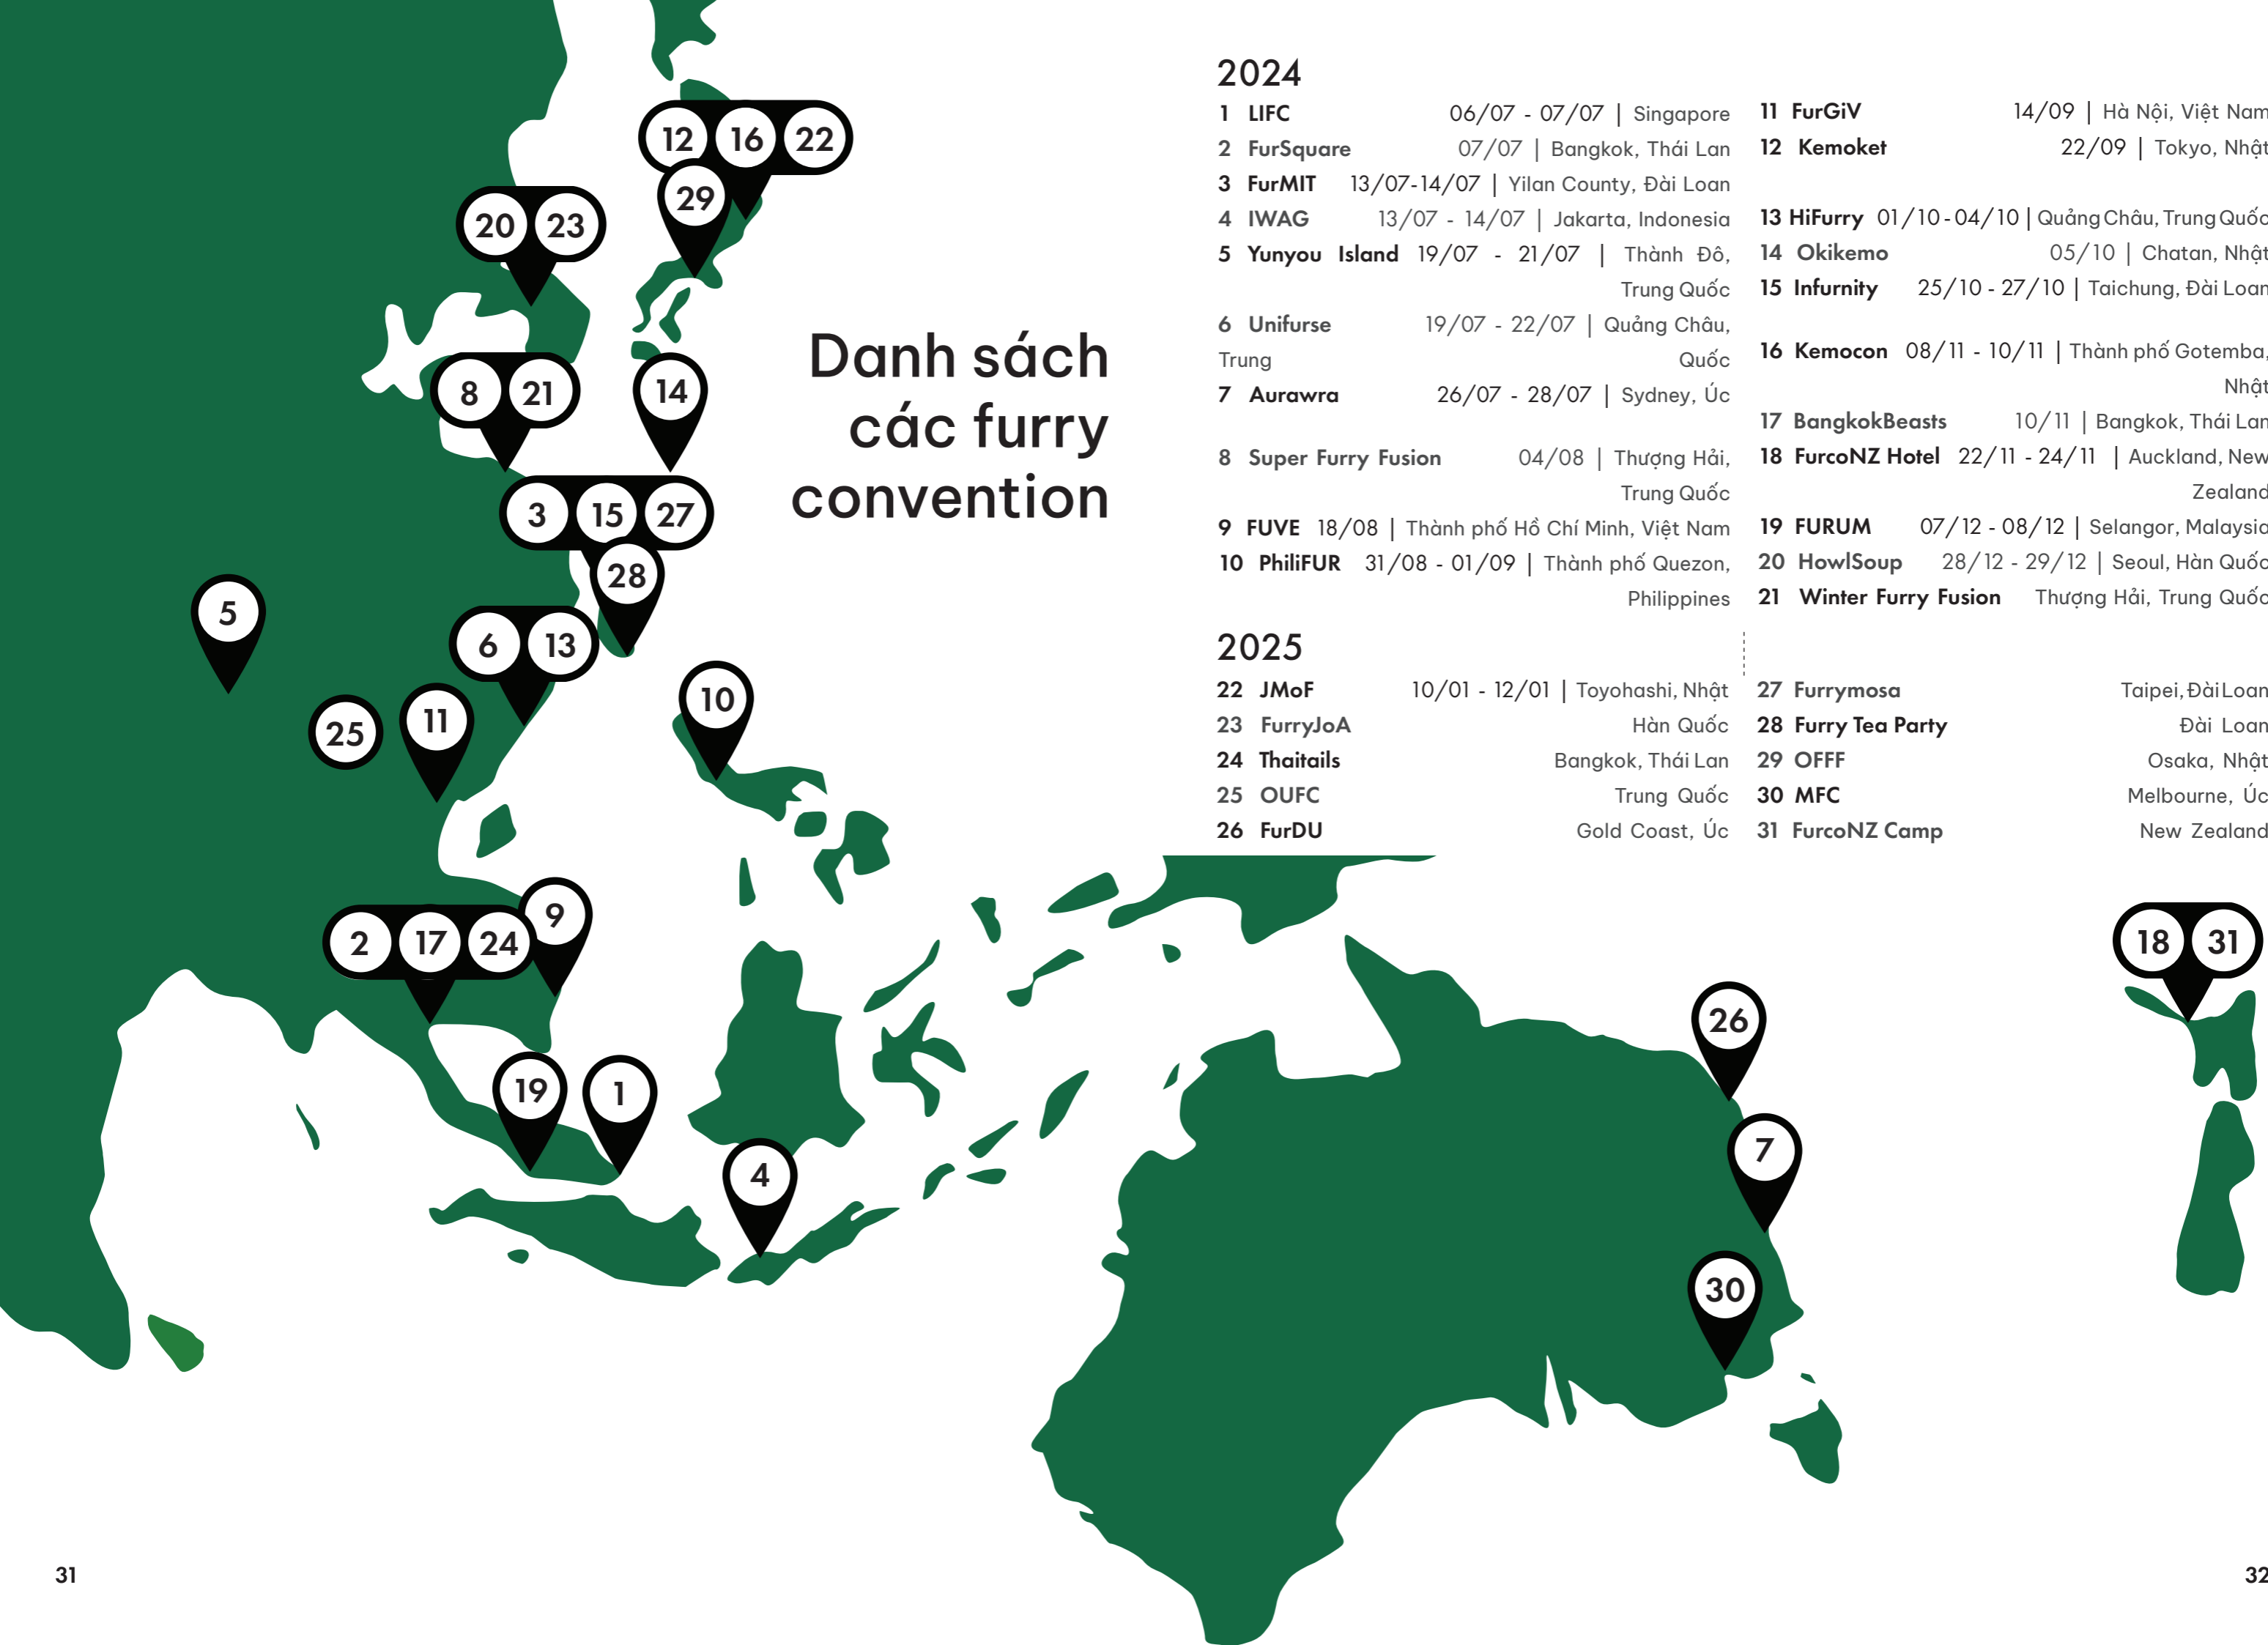 Danh sách
các furry
convention
2024
1 LIFC 06/07 - 07/07 | Singapore
2 FurSquare 07/07 | Bangkok, Thái Lan
3 FurMIT 13/07-14/07 | Yilan County, Đài Loan
4 IWAG 13/07 - 14/07 | Jakarta, Indonesia
5 Yunyou Island 19/07 - 21/07 | Thành Đô,
Trung Quốc
6 Unifurse 19/07 - 22/07 | Quảng Châu,
Trung Quốc
7 Aurawra 26/07 - 28/07 | Sydney, Úc
8 Super Furry Fusion 04/08 | Thượng Hải,
Trung Quốc
9 FUVE 18/08 | Thành phố Hồ Chí Minh, Việt Nam
10 PhiliFUR 31/08 - 01/09 | Thành phố Quezon,
Philippines
11 FurGiV 14/09 | Hà Nội, Việt Nam
12 Kemoket 22/09 | Tokyo, Nhật
13 HiFurry 01/10-04/10 | Quảng Châu, Trung Quốc
14 Okikemo 05/10 | Chatan, Nhật
15 Infurnity 25/10 - 27/10 | Taichung, Đài Loan
16 Kemocon 08/11 - 10/11 | Thành phố Gotemba,
Nhật
17 BangkokBeasts 10/11 | Bangkok, Thái Lan
18 FurcoNZ Hotel 22/11 - 24/11 | Auckland, New
Zealand
19 FURUM 07/12 - 08/12 | Selangor, Malaysia
20 HowlSoup 28/12 - 29/12 | Seoul, Hàn Quốc
21 Winter Furry Fusion Thượng Hải, Trung Quốc
2025
22 JMoF 10/01 - 12/01 | Toyohashi, Nhật
23 FurryJoA Hàn Quốc
24 Thaitails Bangkok, Thái Lan
25 OUFC Trung Quốc
26 FurDU Gold Coast, Úc
27 Furrymosa Taipei, Đài Loan
28 Furry Tea Party Đài Loan
29 OFFF Osaka, Nhật
30 MFC Melbourne, Úc
31 FurcoNZ Camp New Zealand
12 16 22
29
20 23
8 21
14
3 15 27
28
5
6 13
10
25
11
9
2 17 24
18 31
26
19
1
7
4
30
31
32